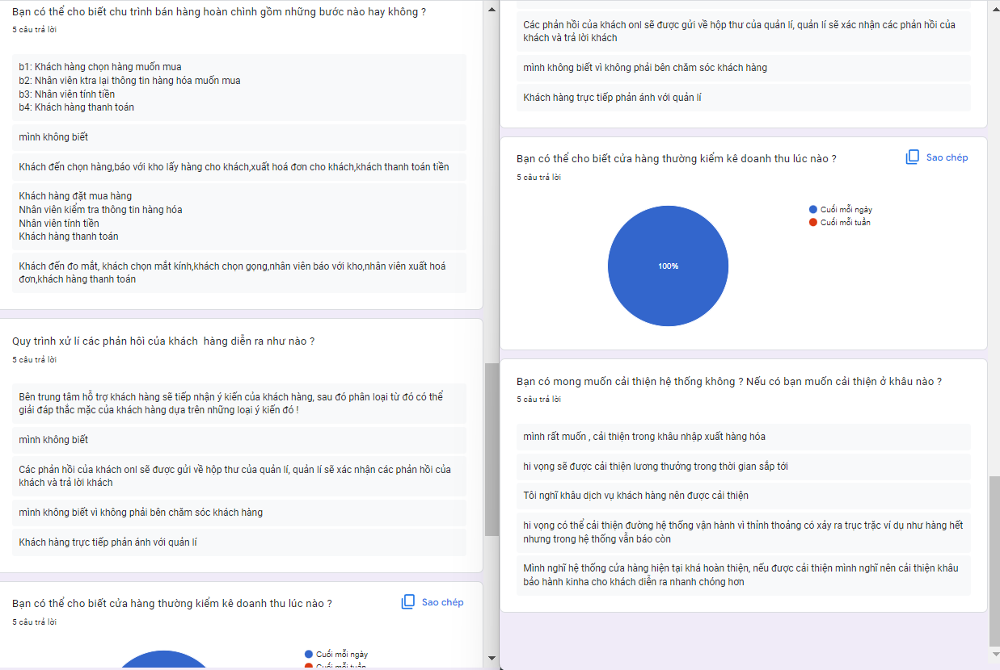 Bạn có thể cho biết chu trình bán hàng hoàn chỉnh gồm những bước nào hay không ?
5 câu trả lời
b1: Khách hàng chọn hàng muốn mua
b2: Nhân viên ktra lại thông tin hàng hóa muốn mua
b3: Nhân viên tính tiền
b4: Khách hàng thanh toán
mình không biết
Khách đến chọn hàng,báo với kho lấy hàng cho khách,xuất hoá đơn cho khách,khách thanh toán tiền
Khách hàng đặt mua hàng
Nhân viên kiểm tra thông tin hàng hóa
Nhân viên tính tiền
Khách hàng thanh toán
Khách đến đo mắt, khách chọn mắt kính,khách chọn gọng,nhân viên báo với kho,nhân viên xuất hoá
đơn,khách hàng thanh toán
Quy trình xử lí các phản hôì của khách  hàng diễn ra như nào ?
5 câu trả lời
Bên trung tâm hỗ trợ khách hàng sẽ tiếp nhận ý kiến của khách hàng, sau đó phân loại từ đó có thể
giải đáp thắc mặc của khách hàng dựa trên những loại ý kiến đó !
mình không biết
Các phản hồi của khách onl sẽ được gửi về hộp thư của quản lí, quản lí sẽ xác nhận các phản hồi của
khách và trả lời khách
mình không biết vì không phải bên chăm sóc khách hàng
Khách hàng trực tiếp phản ánh với quản lí
Bạn có thể cho biết cửa hàng thường kiểm kê doanh thu lúc nào ?
Sao chép
5 câu trả lời
Cuối mỗi ngày
Cuối mỗi tuần
Các phản hồi của khách onl sẽ được gửi về hộp thư của quản lí, quản lí sẽ xác nhận các phản hồi của
khách và trả lời khách
mình không biết vì không phải bên chăm sóc khách hàng
Khách hàng trực tiếp phản ánh với quản lí
Bạn có thể cho biết cửa hàng thường kiểm kê doanh thu lúc nào ?
Sao chép
5 câu trả lời
Cuối mỗi ngày
Cuối mỗi tuần
100%
Bạn có mong muốn cải thiện hệ thống không ? Nếu có bạn muốn cải thiện ở khâu nào ?
5 câu trả lời
mình rất muốn , cải thiện trong khâu nhập xuất hàng hóa
hi vọng sẽ được cải thiện lương thưởng trong thời gian sắp tới
Tôi nghĩ khâu dịch vụ khách hàng nên được cải thiện
hi vọng có thể cải thiện đường hệ thống vận hành vì thỉnh thoảng có xảy ra trục trặc ví dụ như hàng hết
nhưng trong hệ thống vẫn báo còn
Mình nghĩ hệ thống cửa hàng hiện tại khá hoàn thiện, nếu được cải thiện mình nghĩ nên cải thiện khâu
bảo hành kinha cho khách diễn ra nhanh chóng hơn